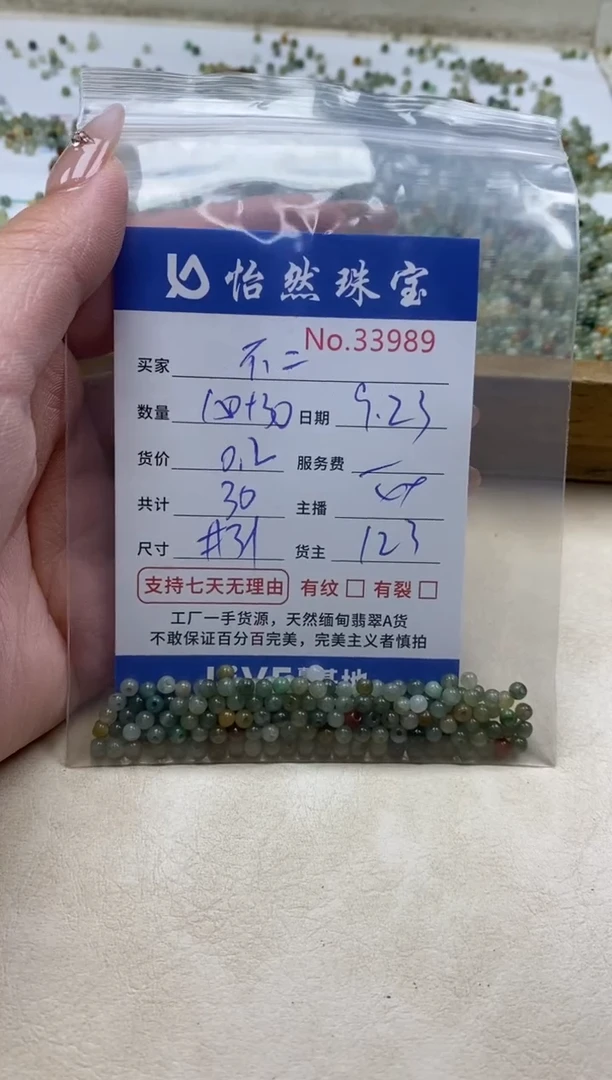 怡然珠宝
No.33989
买家 不二
数量 100+30 日期 9.23
货价 0.2 服务费
共计 30 主播
尺寸 #31 货主 123
支持七天无理由 有纹 □ 有裂 □
工厂一手货源，天然缅甸翡翠A货
不敢保证百分百完美，完美主义者慎拍